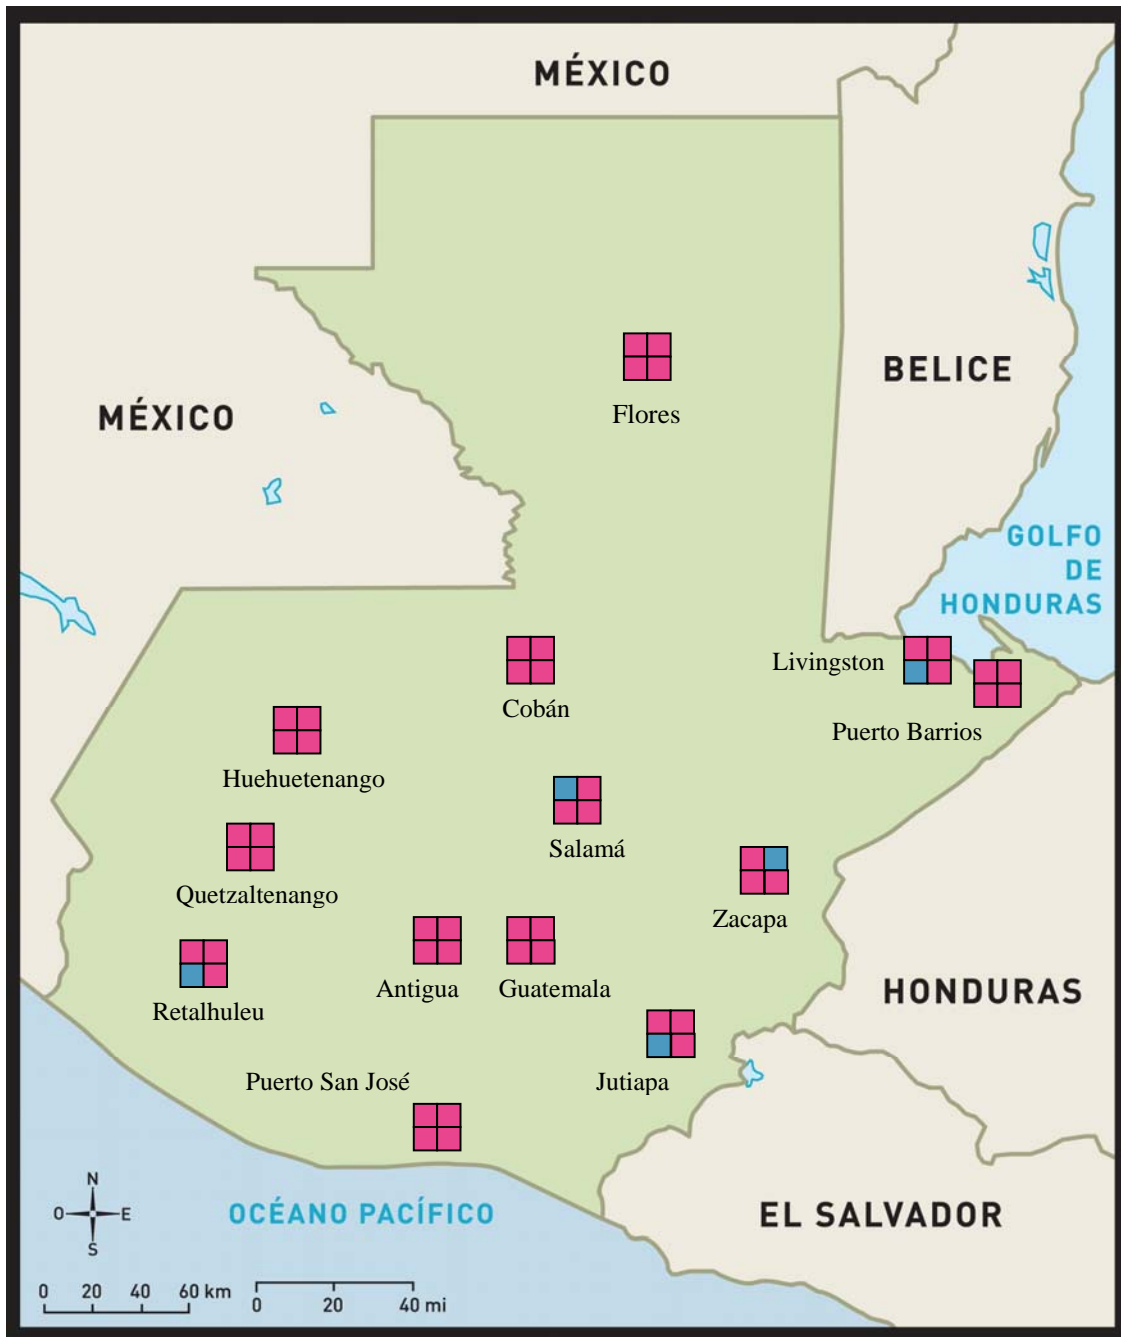 MÉXICO
MÉXICO
BELICE
Flores
GOLFO
DE
HONDURAS
Livingston
Puerto Barrios
Cobán
Huehuetenango
Salamá
Quetzaltenango
Zacapa
Retalhuleu
Antigua
Guatemala
HONDURAS
Puerto San José
Jutiapa
EL SALVADOR
OCÉANO PACÍFICO
N
O E
S
0 20 40 60 km
0 20 40 mi